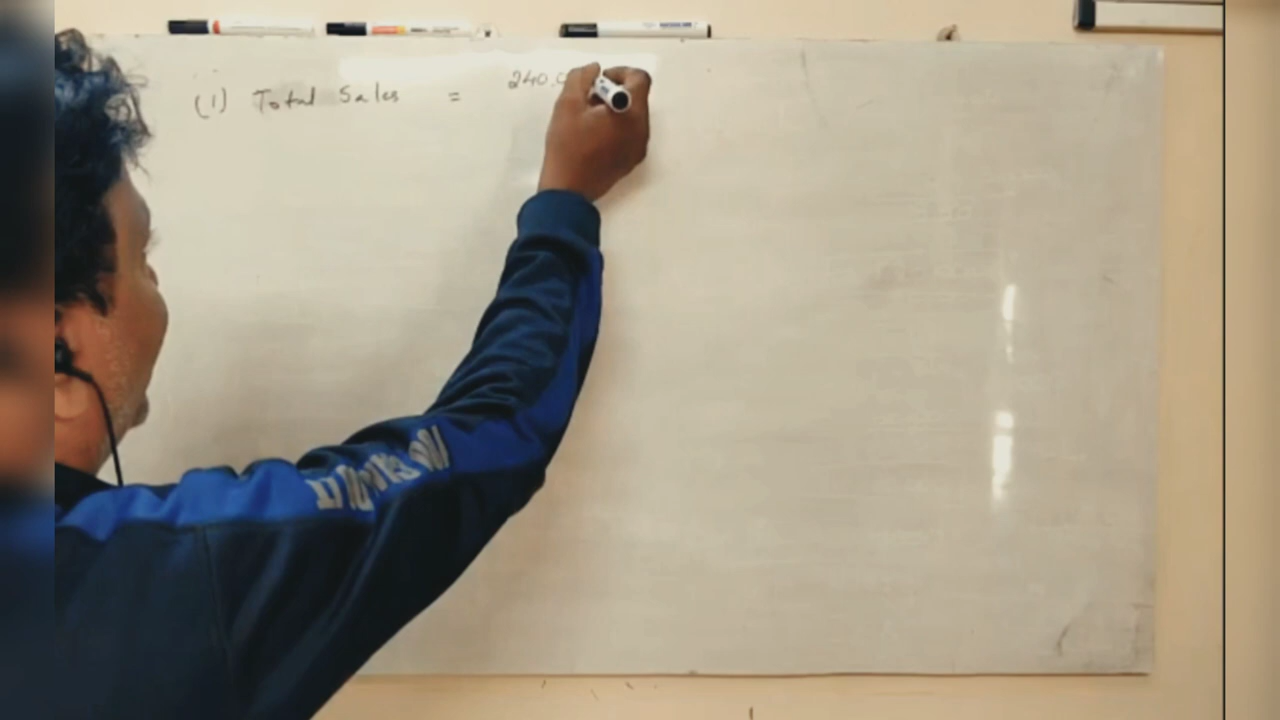 (1) Total Sales = 240.0